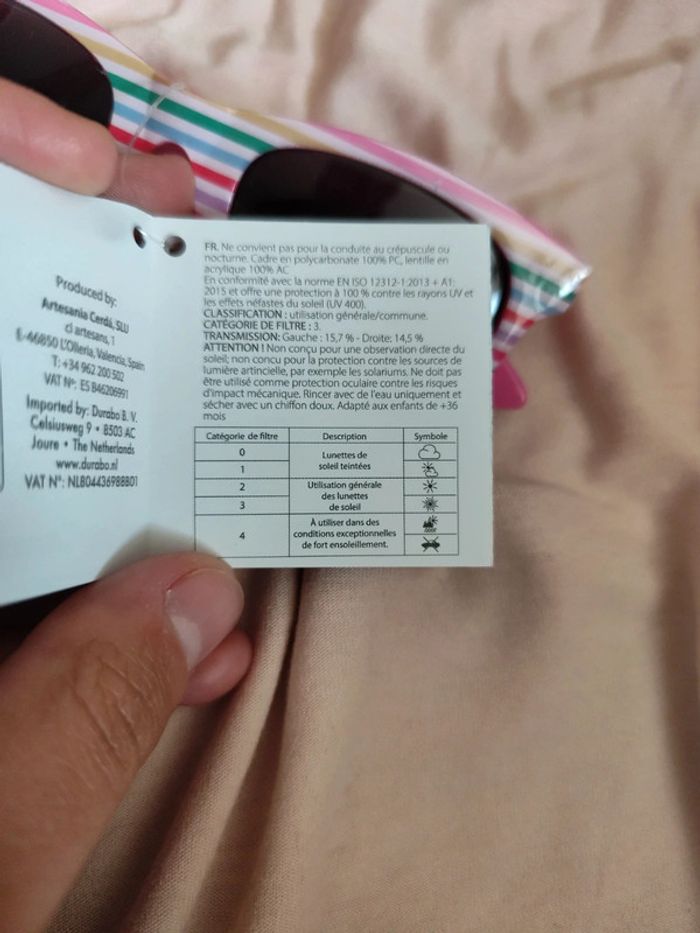 Produced by:
Artesania Cerdá, SLU
cl artesans, 1
E-46850 L'Olleria, Valencia, Spain
T: +34 962 200 502
VAT Nº: ES B46206991
Imported by: Durabo B. V.
Celsiusweg 9 • 8503 AC
Joure • The Netherlands
www.durabo.nl
VAT Nº: NL804436988B01
FR. Ne convient pas pour la conduite au crépuscule ou
nocturne. Cadre en polycarbonate 100% PC, lentille en
acrylique 100% AC
En conformité avec la norme EN ISO 12312-1:2013 + A1:
2015 et offre une protection à 100 % contre les rayons UV et
les effets néfastes du soleil (UV 400).
CLASSIFICATION : utilisation générale/commune.
CATÉGORIE DE FILTRE : 3.
TRANSMISSION: Gauche : 15,7 % - Droite: 14,5 %
ATTENTION ! Non conçu pour une observation directe du
soleil; non concu pour la protection contre les sources de
lumière artincielle, par exemple les solariums. Ne doit pas
être utilisé comme protection oculaire contre les risques
d'impact mécanique. Rincer avec de l'eau uniquement et
sécher avec un chiffon doux. Adapté aux enfants de +36
mois
Catégorie de filtre Description Symbole
0 Lunettes de
1 soleil teintées
2 Utilisation générale
des lunettes
3 de soleil
À utiliser dans des
4 conditions exceptionnelles
de fort ensoleillement.